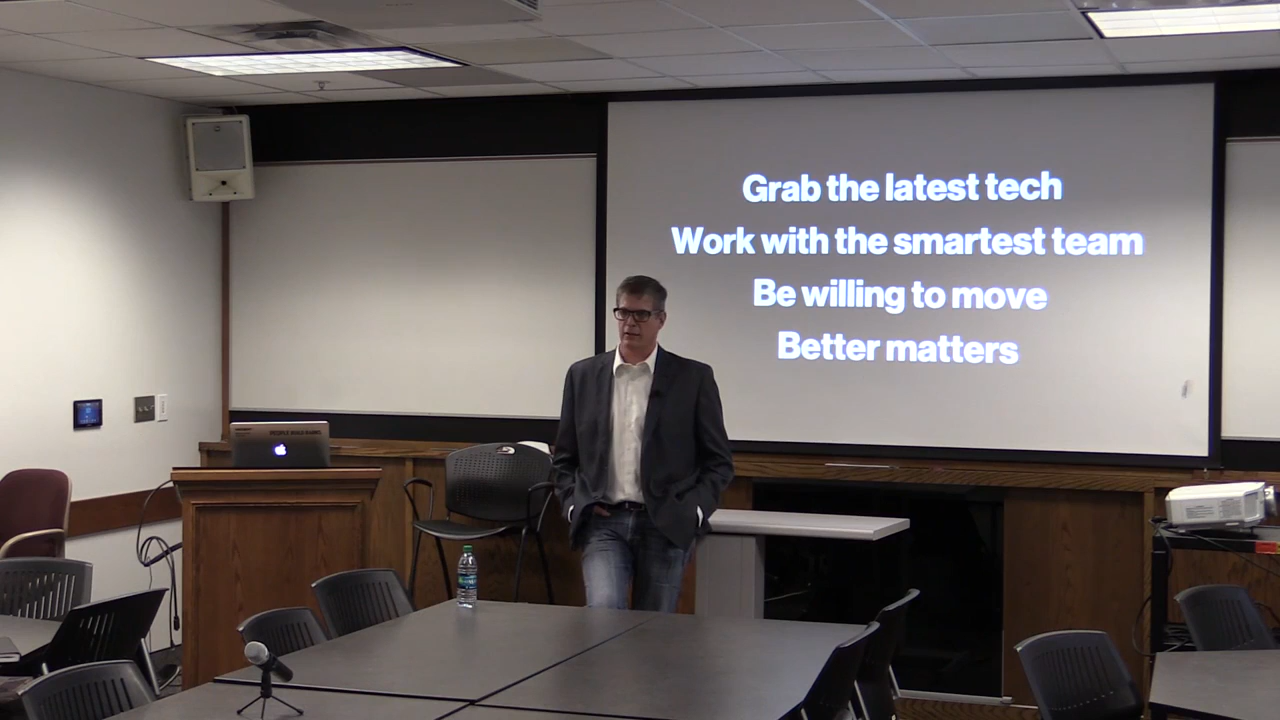 Grab the latest tech
Work with the smartest team
Be willing to move
Better matters